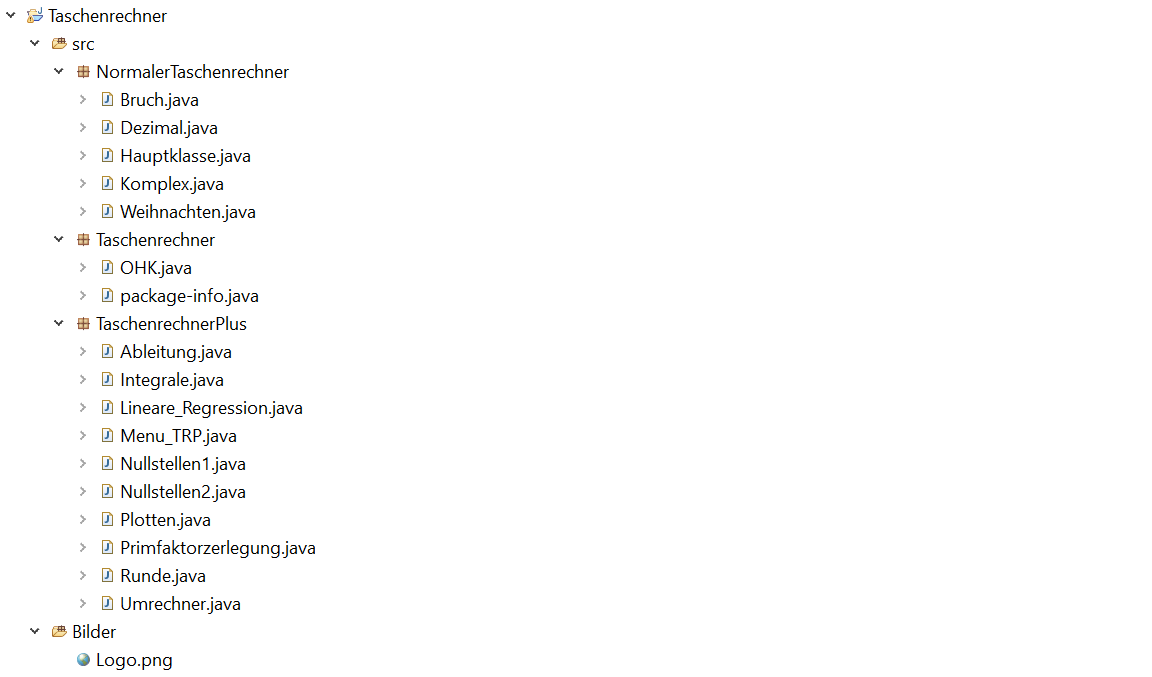 Taschenrechner
src
NormalerTaschenrechner
Bruch.java
Dezimal.java
Hauptklasse.java
Komplex.java
Weihnachten.java
Taschenrechner
OHK.java
package-info.java
TaschenrechnerPlus
Ableitung.java
Integrale.java
Lineare_Regression.java
Menu_TRP.java
Nullstellen1.java
Nullstellen2.java
Plotten.java
Primfaktorzerlegung.java
Runde.java
Umrechner.java
Bilder
Logo.png